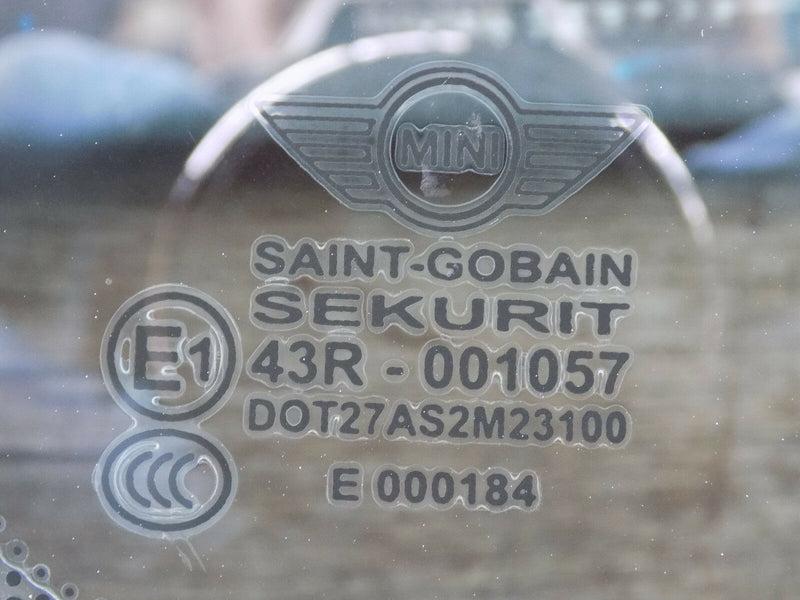 MINI
SAINT-GOBAIN
SEKURIT
E1
43R - 001057
DOT27AS2M23100
CCC
E 000184